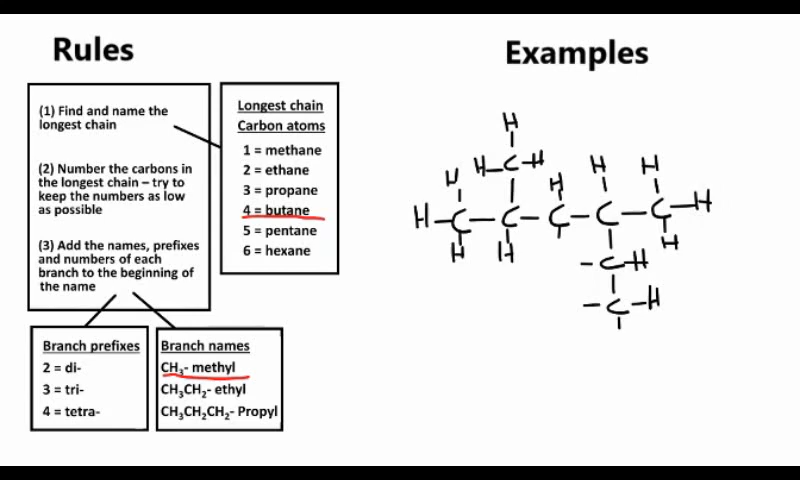 Rules
Examples
(1) Find and name the
longest chain
(2) Number the carbons in
the longest chain – try to
keep the numbers as low
as possible
(3) Add the names, prefixes
and numbers of each
branch to the beginning of
the name
Longest chain
Carbon atoms
1 = methane
2 = ethane
3 = propane
4 = butane
5 = pentane
6 = hexane
Branch prefixes
2 = di-
3 = tri-
4 = tetra-
Branch names
CH₃- methyl
CH₃CH₂- ethyl
CH₃CH₂CH₂- Propyl
H
H H–C–H H H H
H–C–C–C–C–C–H
H H H
–C–H
–C–H